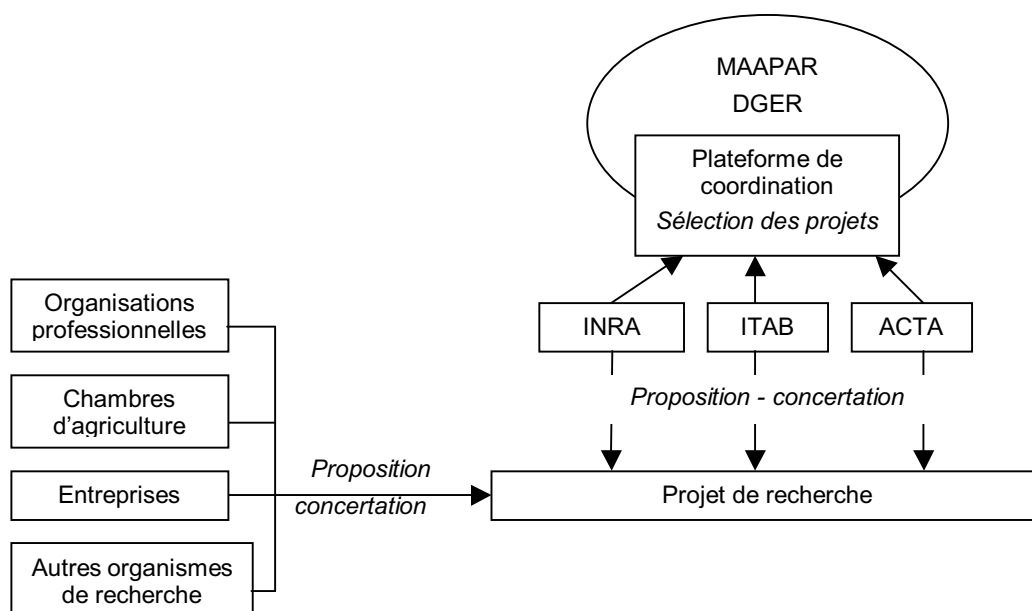 MAAPAR
DGER
Plateforme de
coordination
Sélection des projets
Organisations
professionnelles
INRA
ITAB
ACTA
Chambres
d'agriculture
Proposition - concertation
Entreprises
Proposition
concertation
Projet de recherche
Autres organismes
de recherche